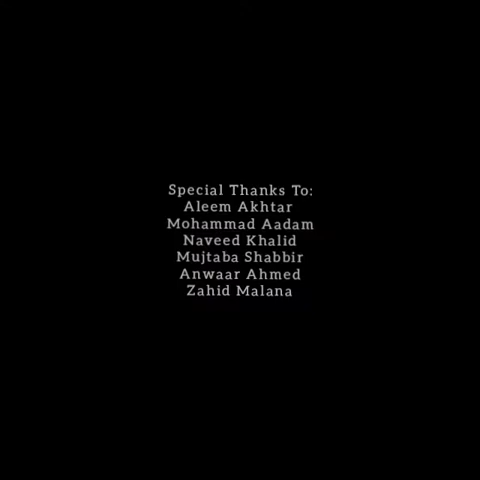 Special Thanks To:
Aleem Akhtar
Mohammad Aadam
Naveed Khalid
Mujtaba Shabbir
Anwaar Ahmed
Zahid Malana